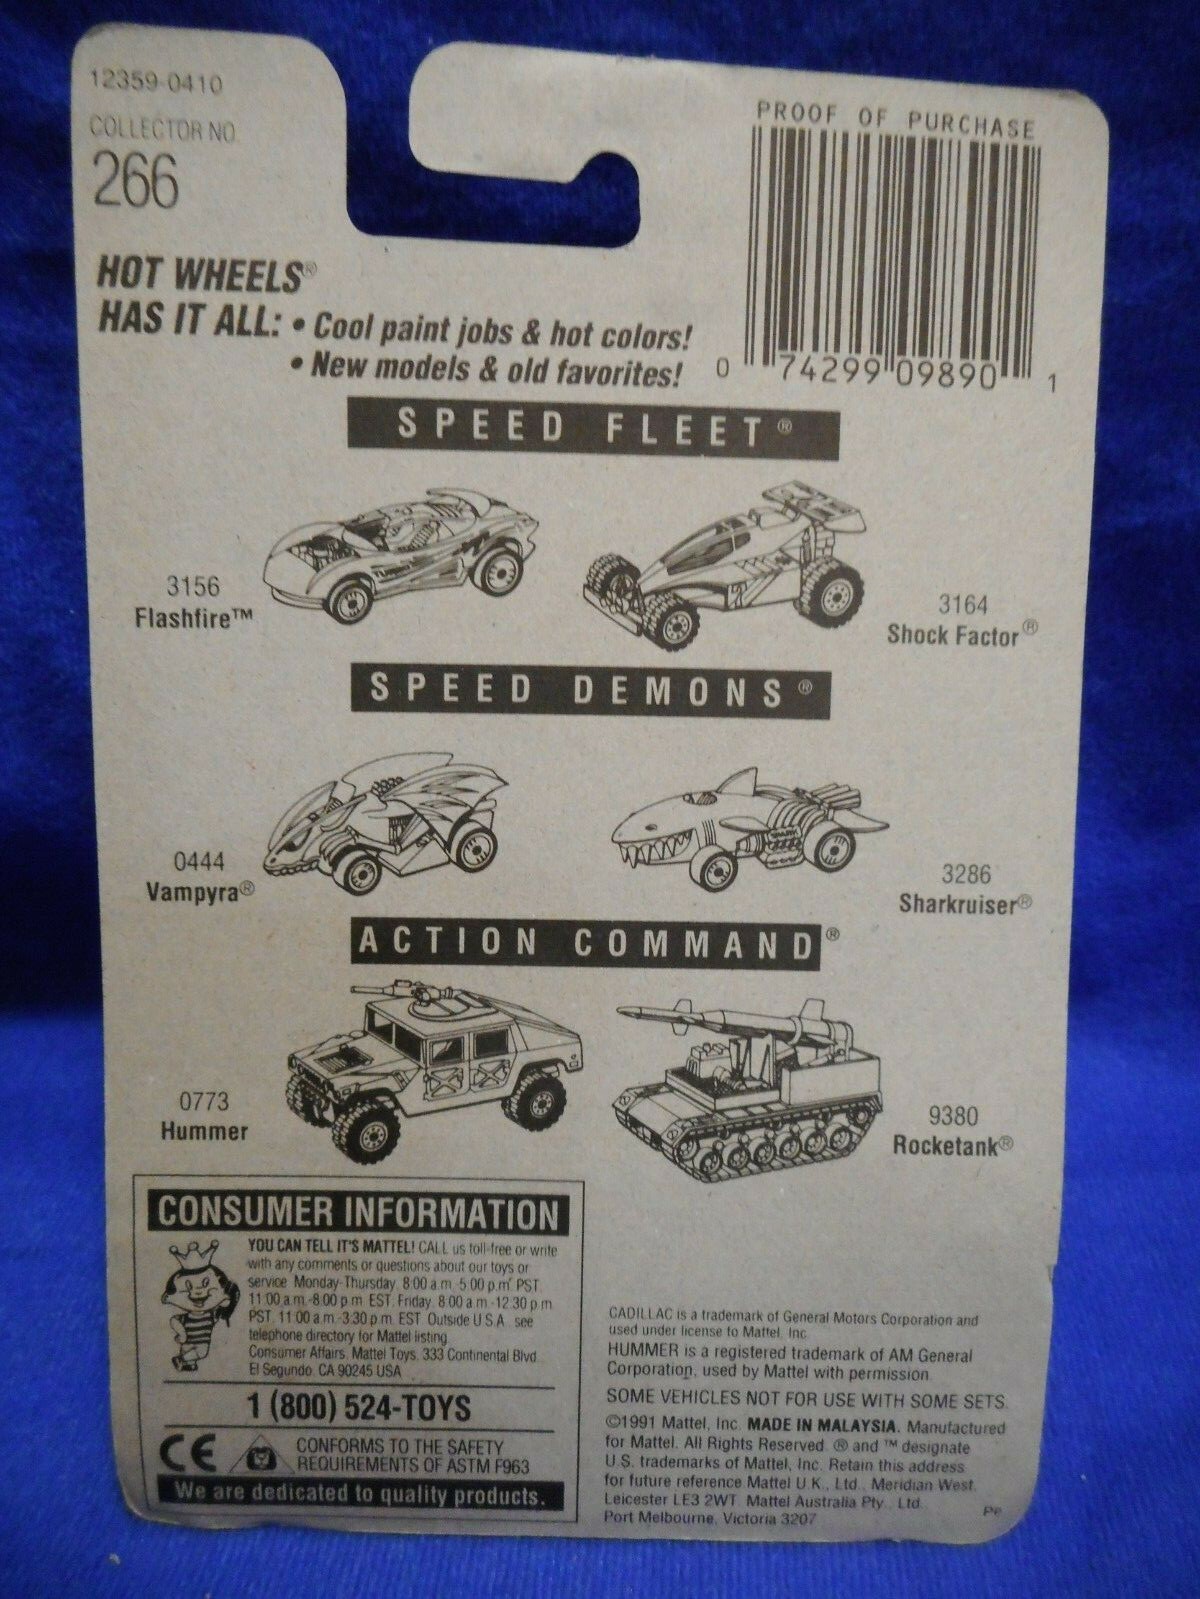 12359-0410
COLLECTOR NO.
266
PROOF OF PURCHASE
0 74299 09890 1
HOT WHEELS®
HAS IT ALL: • Cool paint jobs & hot colors!
• New models & old favorites!
SPEED FLEET®
3156
Flashfire™
3164
Shock Factor®
SPEED DEMONS®
0444
Vampyra®
3286
Sharkruiser®
ACTION COMMAND®
0773
Hummer
9380
Rocketank®
CONSUMER INFORMATION
YOU CAN TELL IT'S MATTEL! CALL us toll-free or write
with any comments or questions about our toys or
service. Monday-Thursday. 8:00 a.m.-5:00 p.m. PST.
11:00 a.m.-8:00 p.m. EST. Friday. 8:00 a.m.-12:30 p.m.
PST. 11:00 a.m.-3:30 p.m. EST. Outside U.S.A. see
telephone directory for Mattel listing.
Consumer Affairs, Mattel Toys. 333 Continental Blvd.
El Segundo. CA 90245 USA
1 (800) 524-TOYS
CE
CONFORMS TO THE SAFETY
REQUIREMENTS OF ASTM F963
We are dedicated to quality products.
CADILLAC is a trademark of General Motors Corporation and
used under license to Mattel, Inc.
HUMMER is a registered trademark of AM General
Corporation, used by Mattel with permission.
SOME VEHICLES NOT FOR USE WITH SOME SETS.
©1991 Mattel, Inc. MADE IN MALAYSIA. Manufactured
for Mattel. All Rights Reserved. ® and ™ designate
U.S. trademarks of Mattel, Inc. Retain this address
for future reference Mattel U.K., Ltd., Meridian West,
Leicester LE3 2WT. Mattel Australia Pty., Ltd.
Port Melbourne, Victoria 3207